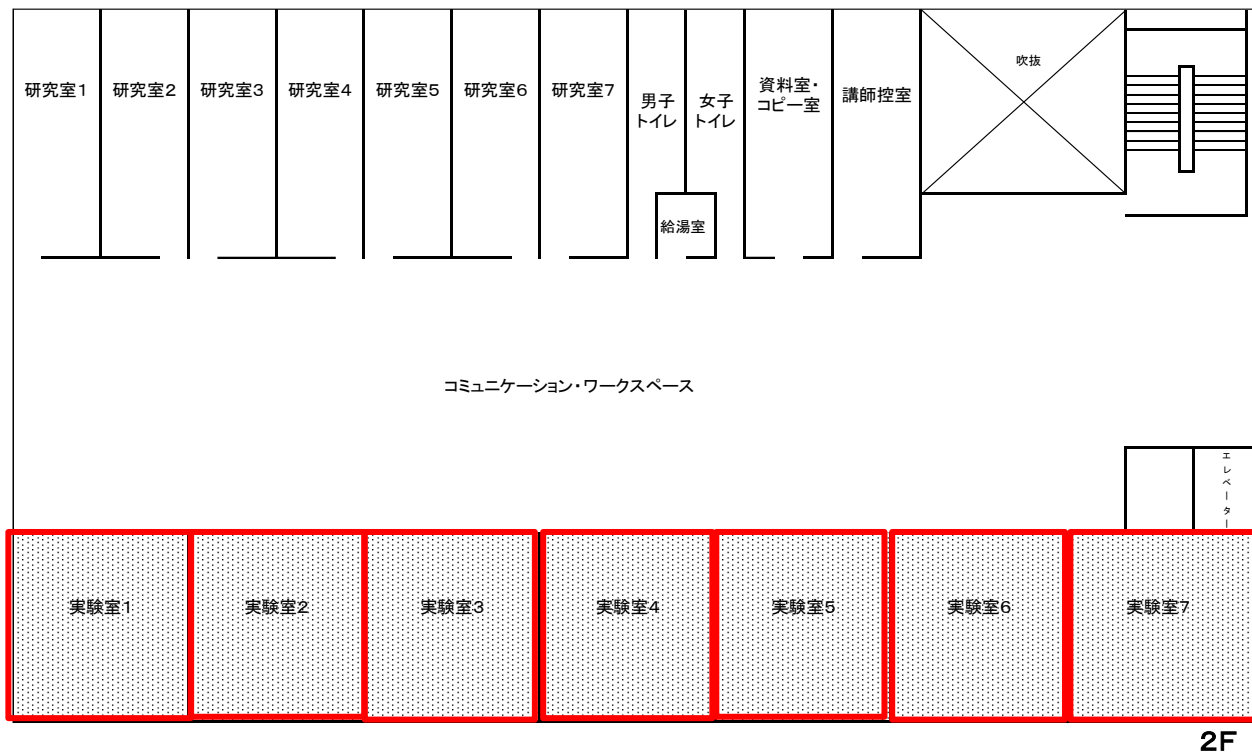 研究室1
研究室2
研究室3
研究室4
研究室5
研究室6
研究室7
男子
トイレ
女子
トイレ
資料室・
コピー室
講師控室
吹抜
給湯室
コミュニケーション・ワークスペース
エレベーター
実験室1
実験室2
実験室3
実験室4
実験室5
実験室6
実験室7
2F